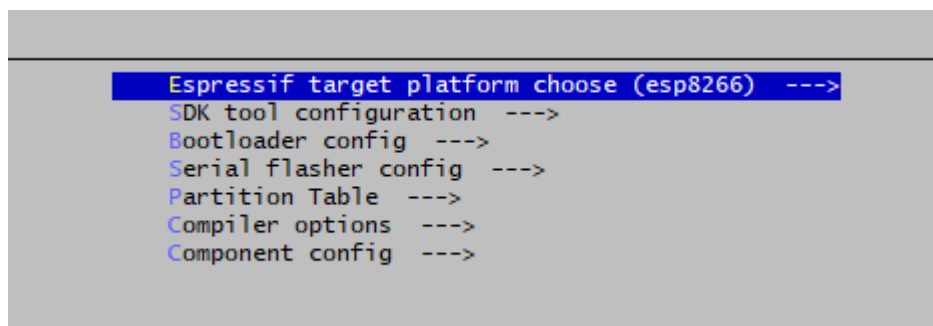 Espressif target platform choose (esp8266)  --->
SDK tool configuration  --->
Bootloader config  --->
Serial flasher config  --->
Partition Table  --->
Compiler options  --->
Component config  --->